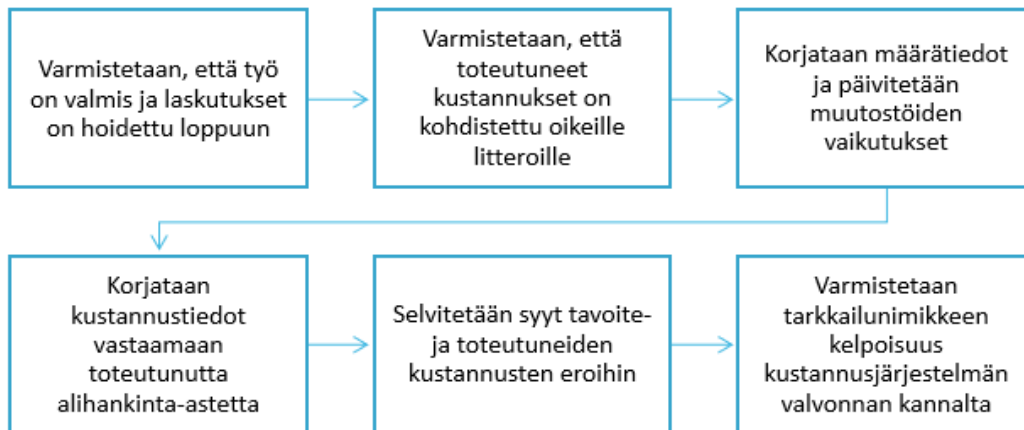 Varmistetaan, että työ
on valmis ja laskutukset
on hoidettu loppuun
Varmistetaan, että
toteutuneet
kustannukset on
kohdistettu oikeille
litteroille
Korjataan määrätiedot
ja päivitetään
muutostöiden
vaikutukset
Korjataan
kustannustiedot
vastaamaan
toteutunutta
alihankinta-astetta
Selvitetään syyt tavoite-
ja toteutuneiden
kustannusten eroihin
Varmistetaan
tarkkailunimikkeen
kelpoisuus
kustannusjärjestelmän
valvonnan kannalta